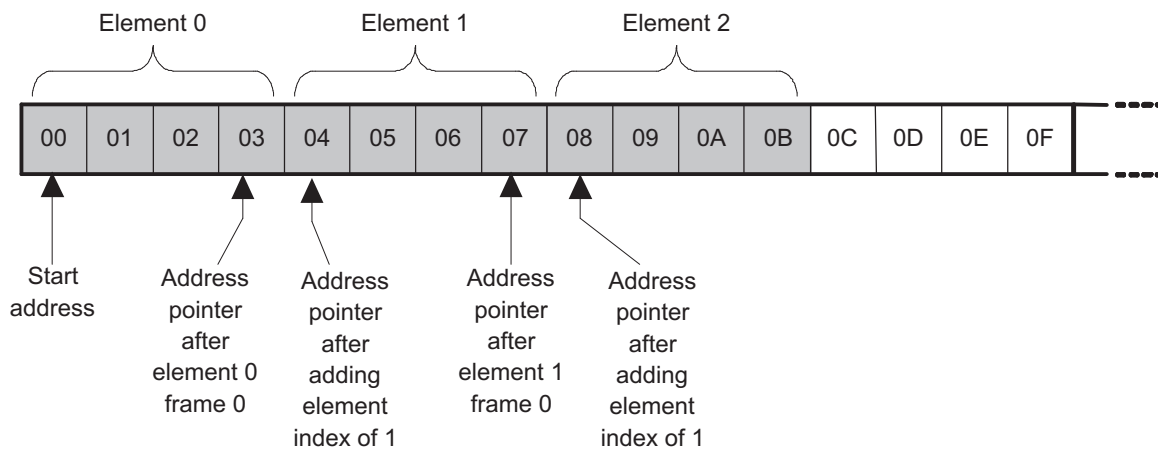 Element 0 Element 1 Element 2
00 01 02 03 04 05 06 07 08 09 0A 0B 0C 0D 0E 0F
Start
address
Address
pointer
after
element 0
frame 0
Address
pointer
after
adding
element
index of 1
Address
pointer
after
element 1
frame 0
Address
pointer
after
adding
element
index of 1